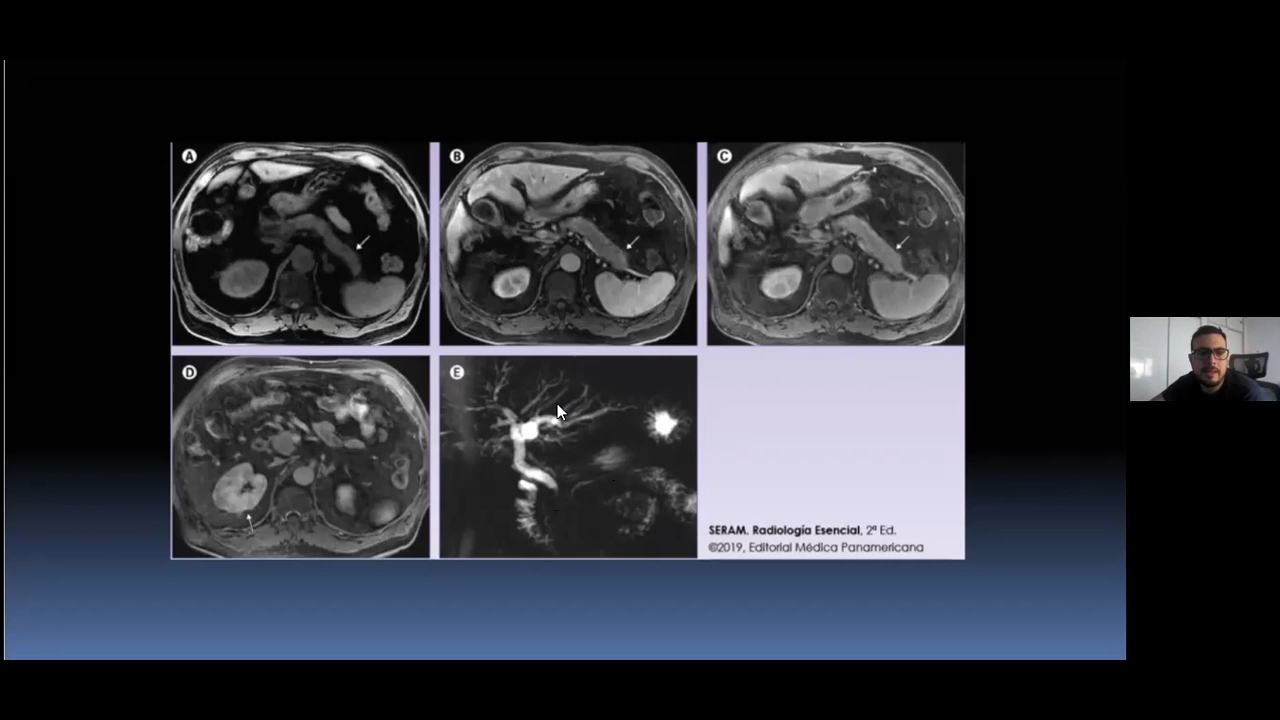 A
B
C
D
E
SERAM. Radiología Esencial, 2ª Ed.
©2019, Editorial Médica Panamericana